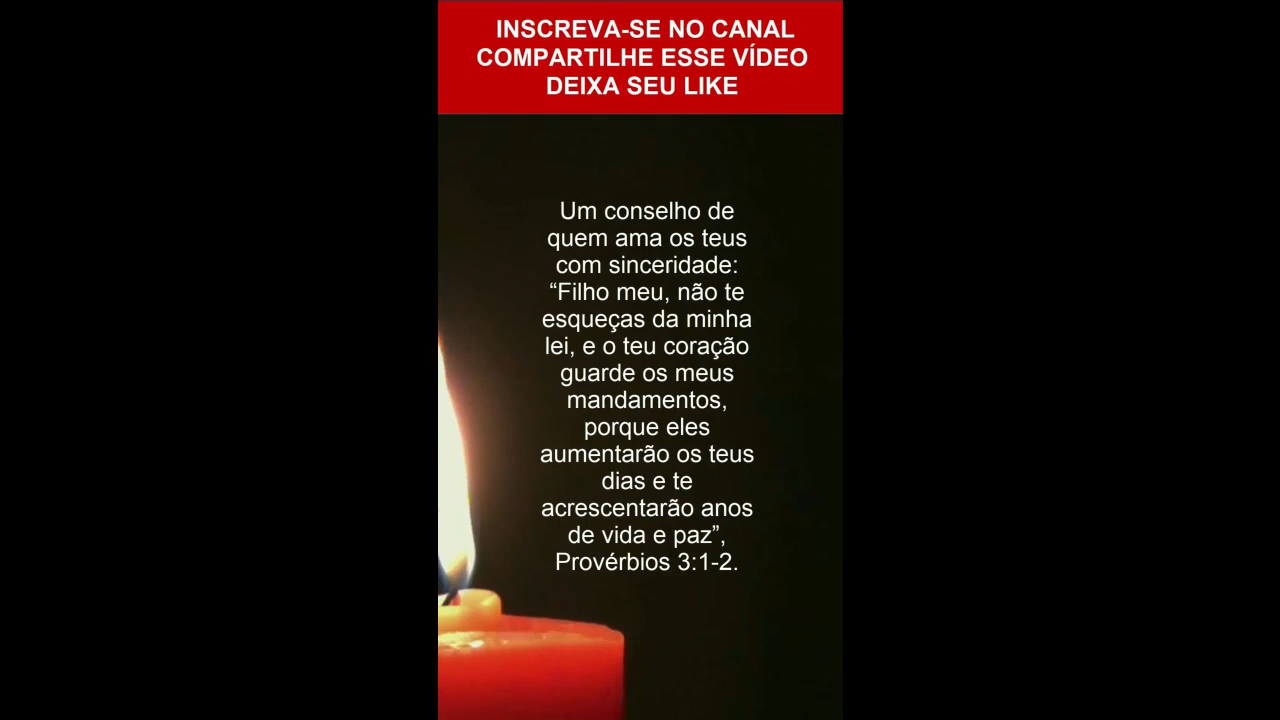 INSCREVA-SE NO CANAL
COMPARTILHE ESSE VÍDEO
DEIXA SEU LIKE
Um conselho de
quem ama os teus
com sinceridade:
“Filho meu, não te
esqueças da minha
lei, e o teu coração
guarde os meus
mandamentos,
porque eles
aumentarão os teus
dias e te
acrescentarão anos
de vida e paz”,
Provérbios 3:1-2.